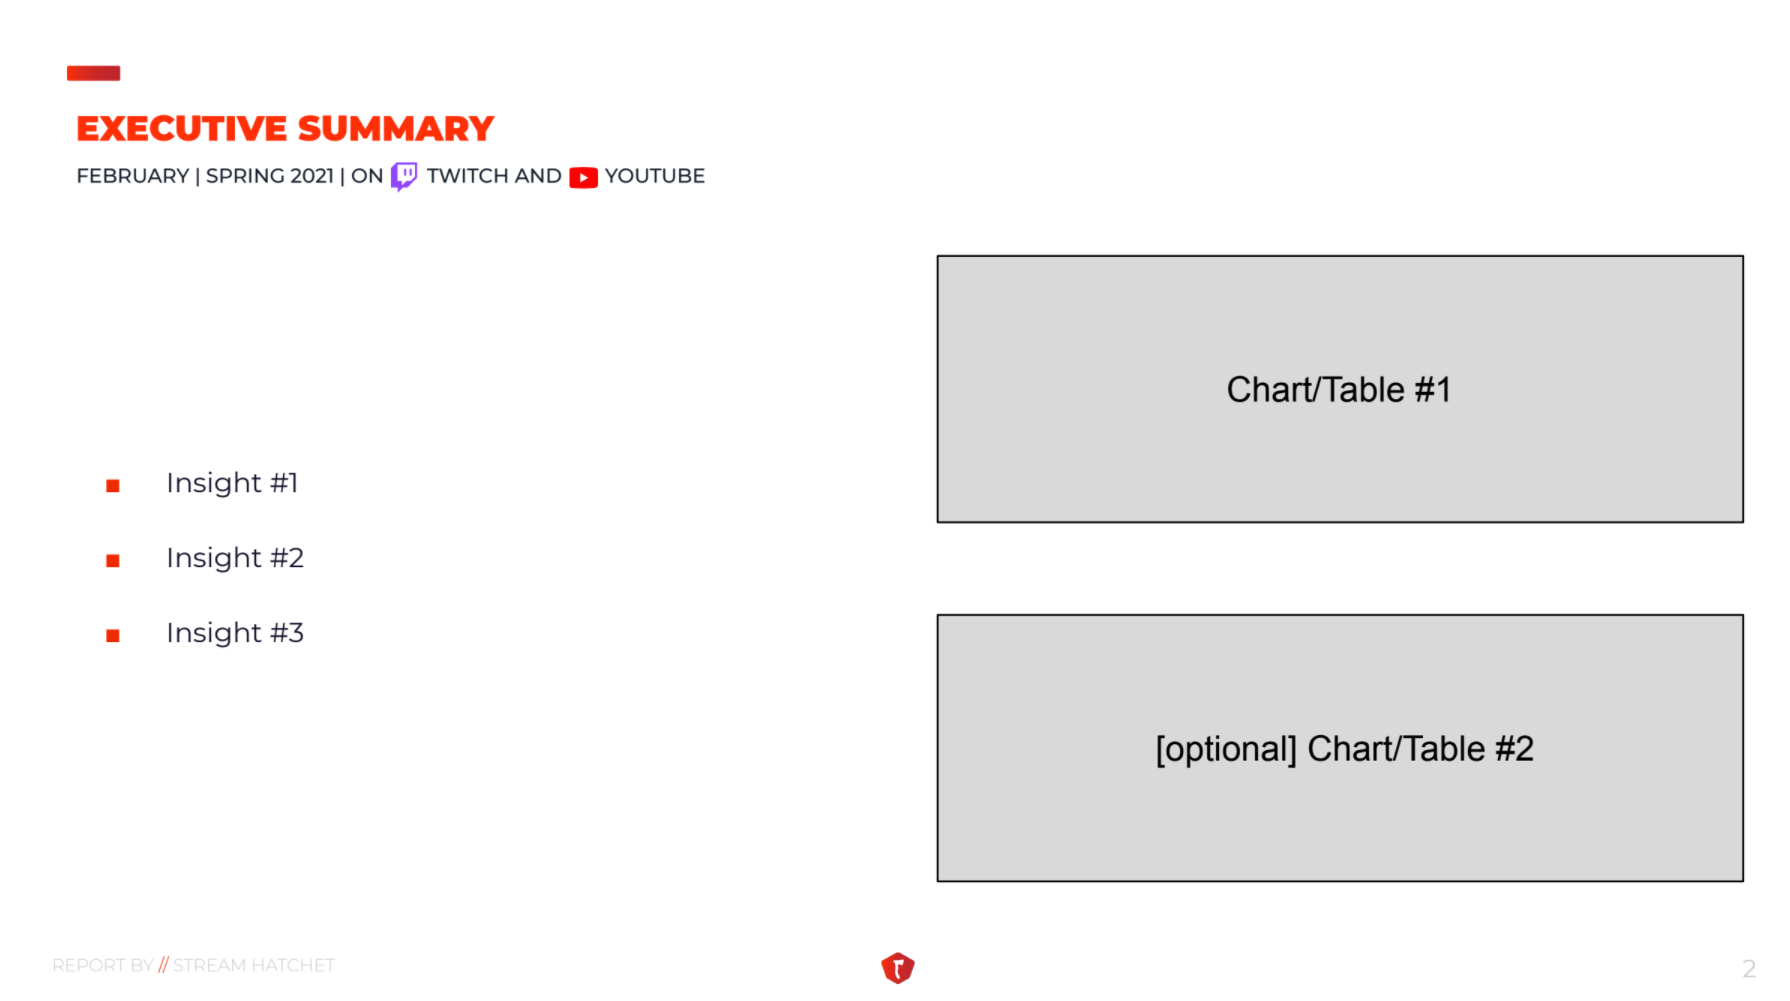 EXECUTIVE SUMMARY
FEBRUARY | SPRING 2021 | ON TWITCH AND YOUTUBE
Insight #1
Insight #2
Insight #3
Chart/Table #1
[optional] Chart/Table #2
REPORT BY // STREAM HATCHET
2